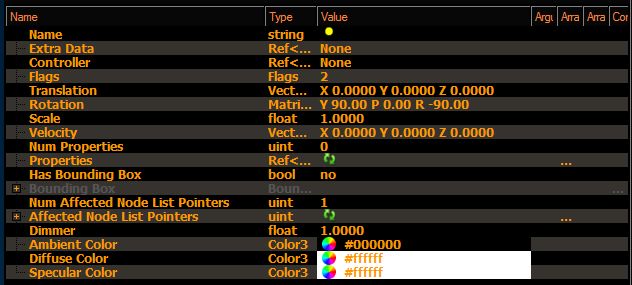 Name Type Value Argu Arra Arra Cor
Name string
Extra Data Ref<... None
Controller Ref<... None
Flags Flags 2
Translation Vect... X 0.0000 Y 0.0000 Z 0.0000
Rotation Matri... Y 90.00 P 0.00 R -90.00
Scale float 1.0000
Velocity Vect... X 0.0000 Y 0.0000 Z 0.0000
Num Properties uint 0
Properties Ref<... ...
Has Bounding Box bool no
Bounding Box Boun... ...
Num Affected Node List Pointers uint 1
Affected Node List Pointers uint ...
Dimmer float 1.0000
Ambient Color Color3 #000000
Diffuse Color Color3 #ffffff
Specular Color Color3 #ffffff